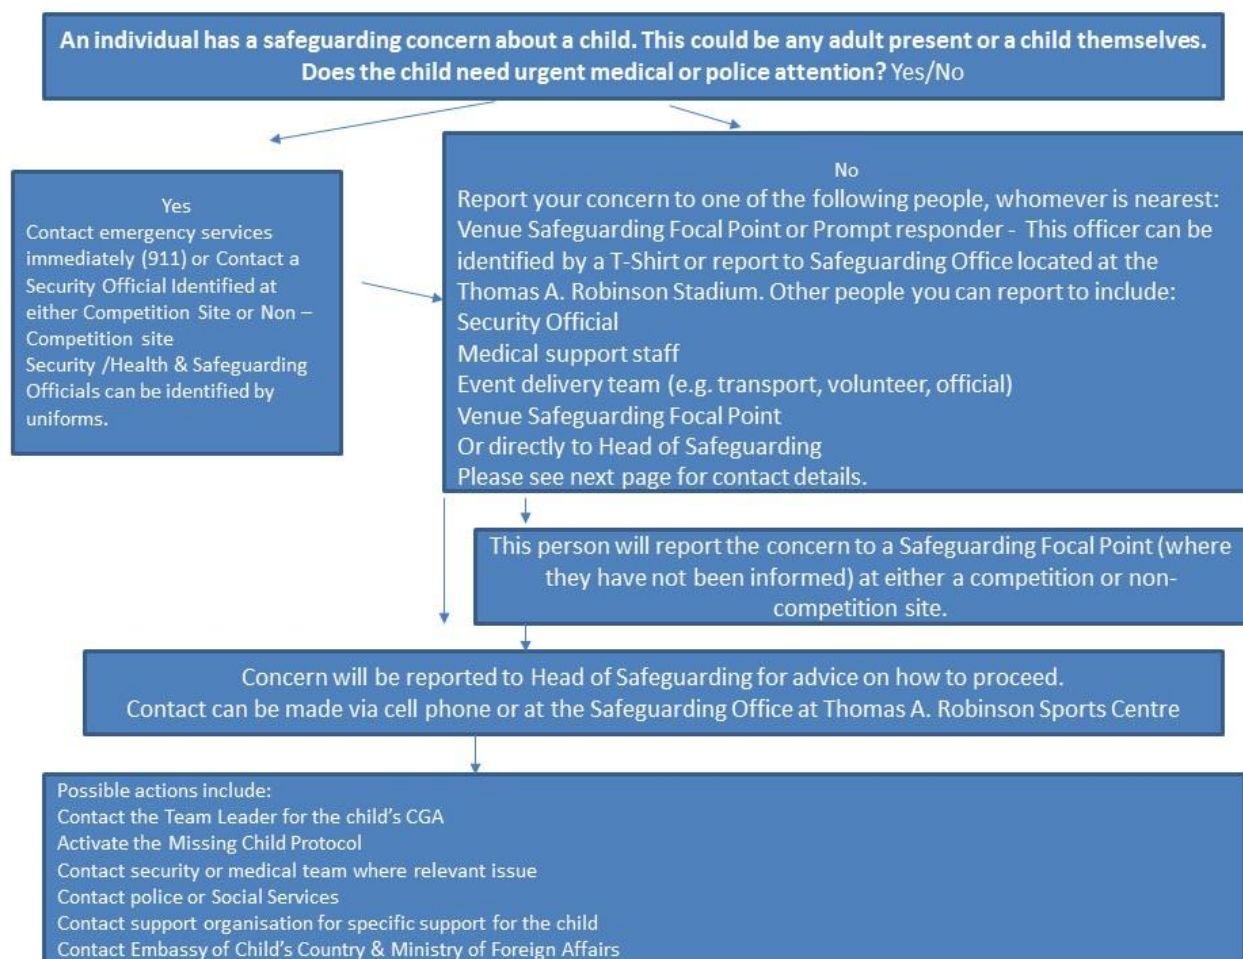 An individual has a safeguarding concern about a child. This could be any adult present or a child themselves.
Does the child need urgent medical or police attention? Yes/No
Yes
Contact emergency services
immediately (911) or Contact a
Security Official Identified at
either Competition Site or Non –
Competition site
Security /Health & Safeguarding
Officials can be identified by
uniforms.
No
Report your concern to one of the following people, whomever is nearest:
Venue Safeguarding Focal Point or Prompt responder - This officer can be
identified by a T-Shirt or report to Safeguarding Office located at the
Thomas A. Robinson Stadium. Other people you can report to include:
Security Official
Medical support staff
Event delivery team (e.g. transport, volunteer, official)
Venue Safeguarding Focal Point
Or directly to Head of Safeguarding
Please see next page for contact details.
This person will report the concern to a Safeguarding Focal Point (where
they have not been informed) at either a competition or non-
competition site.
Concern will be reported to Head of Safeguarding for advice on how to proceed.
Contact can be made via cell phone or at the Safeguarding Office at Thomas A. Robinson Sports Centre
Possible actions include:
Contact the Team Leader for the child's CGA
Activate the Missing Child Protocol
Contact security or medical team where relevant issue
Contact police or Social Services
Contact support organisation for specific support for the child
Contact Embassy of Child's Country & Ministry of Foreign Affairs